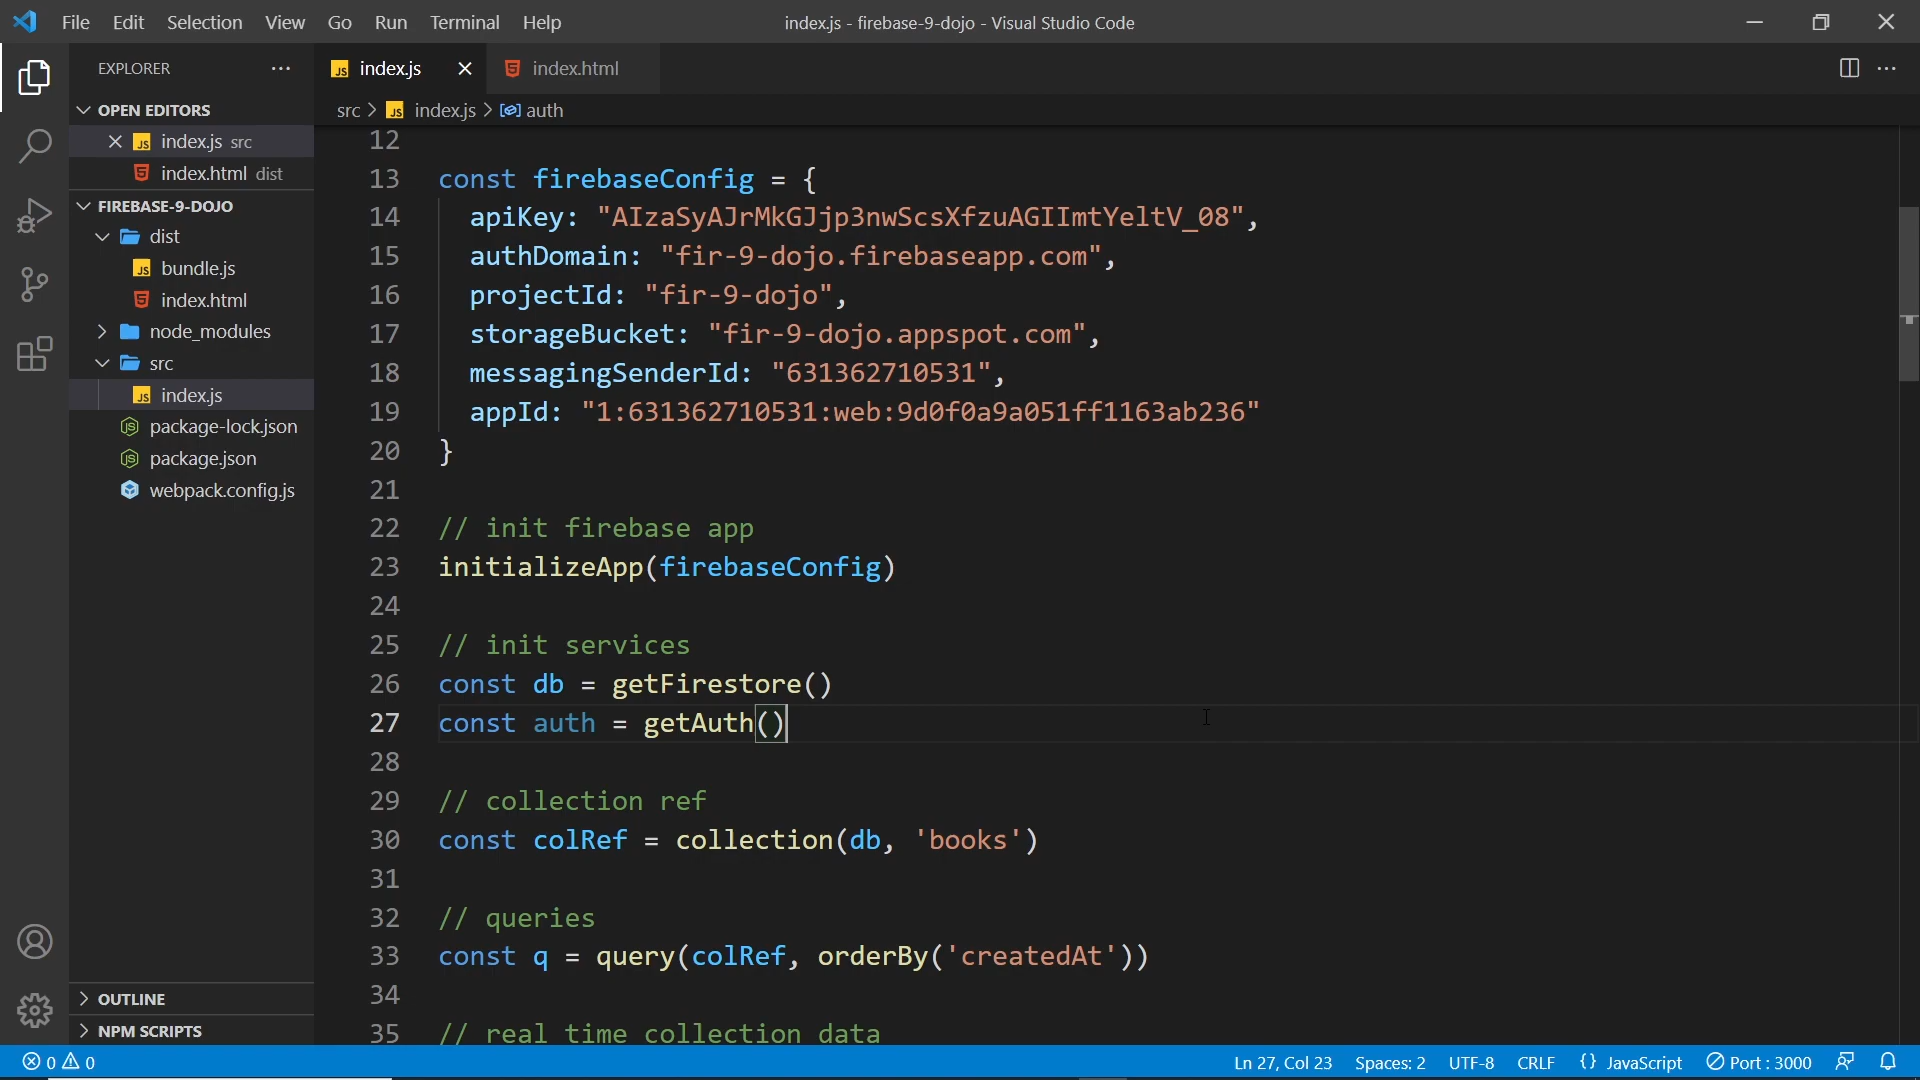 File Edit Selection View Go Run Terminal Help
index.js - firebase-9-dojo - Visual Studio Code
EXPLORER
OPEN EDITORS
index.js src
index.html dist
FIREBASE-9-DOJO
dist
bundle.js
index.html
node_modules
src
index.js
package-lock.json
package.json
webpack.config.js
OUTLINE
NPM SCRIPTS
index.js
index.html
src > index.js > auth
12
13 const firebaseConfig = {
14 apiKey: "AIzaSyAJrMkGJjp3nwScsXfzuAGIImtYeltV_08",
15 authDomain: "fir-9-dojo.firebaseapp.com",
16 projectId: "fir-9-dojo",
17 storageBucket: "fir-9-dojo.appspot.com",
18 messagingSenderId: "631362710531",
19 appId: "1:631362710531:web:9d0f0a9a051ff1163ab236"
20 }
21
22 // init firebase app
23 initializeApp(firebaseConfig)
24
25 // init services
26 const db = getFirestore()
27 const auth = getAuth()
28
29 // collection ref
30 const colRef = collection(db, 'books')
31
32 // queries
33 const q = query(colRef, orderBy('createdAt'))
34
35 // real time collection data
0 0
Ln 27, Col 23 Spaces: 2 UTF-8 CRLF {} JavaScript Port : 3000